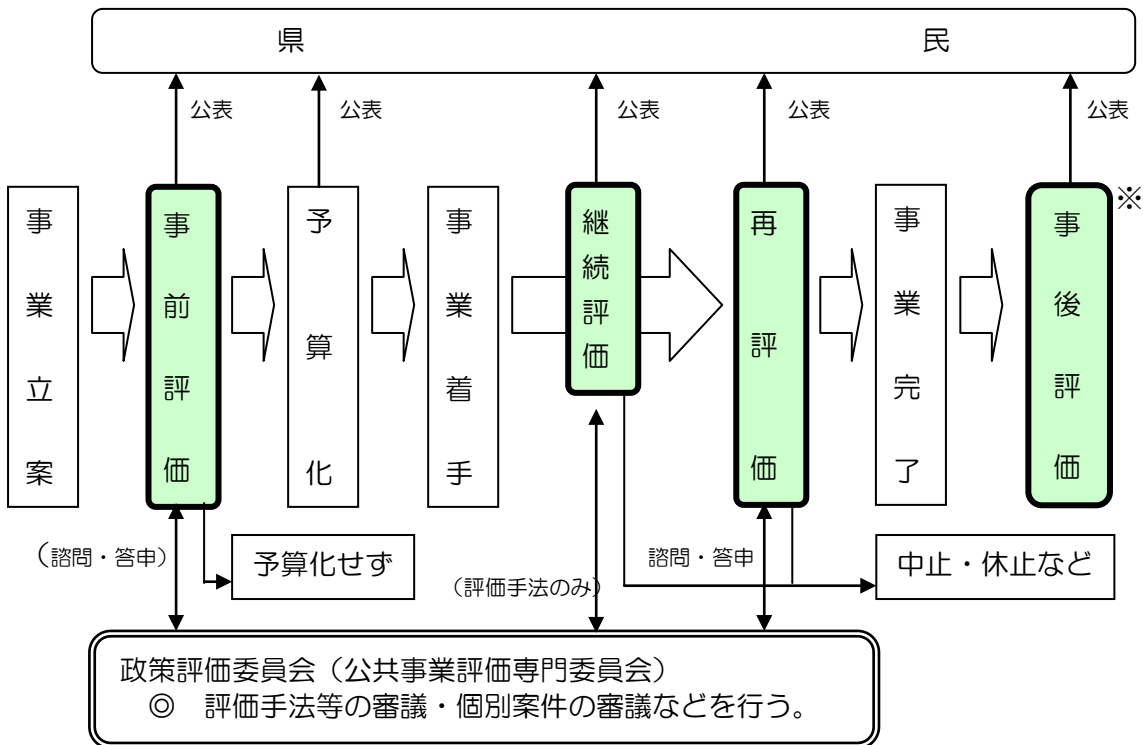 県　民
公表
公表
公表
公表
公表
事業立案
事前評価
予算化
事業着手
継続評価
再評価
事業完了
事後評価
※
（諮問・答申）
予算化せず
（評価手法のみ）
諮問・答申
中止・休止など
政策評価委員会（公共事業評価専門委員会）
◎　評価手法等の審議・個別案件の審議などを行う。